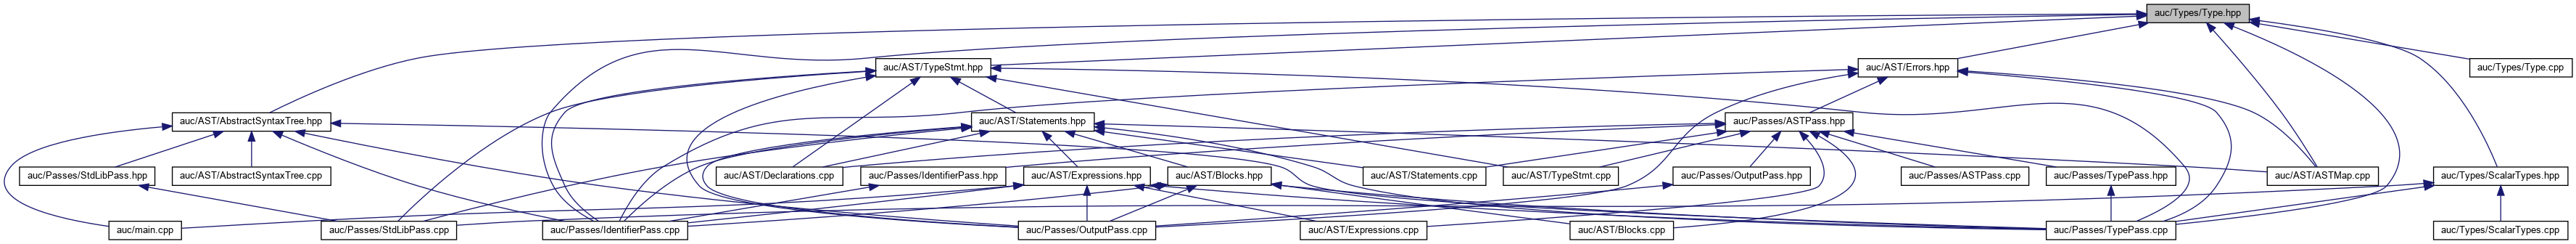 auc/Types/Type.hpp
auc/AST/TypeStmt.hpp
auc/AST/Errors.hpp
auc/Types/Type.cpp
auc/AST/AbstractSyntaxTree.hpp
auc/AST/Statements.hpp
auc/Passes/ASTPass.hpp
auc/Passes/StdLibPass.hpp
auc/AST/AbstractSyntaxTree.cpp
auc/AST/Declarations.cpp
auc/Passes/IdentifierPass.hpp
auc/AST/Expressions.hpp
auc/AST/Blocks.hpp
auc/AST/Statements.cpp
auc/AST/TypeStmt.cpp
auc/Passes/OutputPass.hpp
auc/Passes/ASTPass.cpp
auc/Passes/TypePass.hpp
auc/AST/ASTMap.cpp
auc/Types/ScalarTypes.hpp
auc/main.cpp
auc/Passes/StdLibPass.cpp
auc/Passes/IdentifierPass.cpp
auc/Passes/OutputPass.cpp
auc/AST/Expressions.cpp
auc/AST/Blocks.cpp
auc/Passes/TypePass.cpp
auc/Types/ScalarTypes.cpp